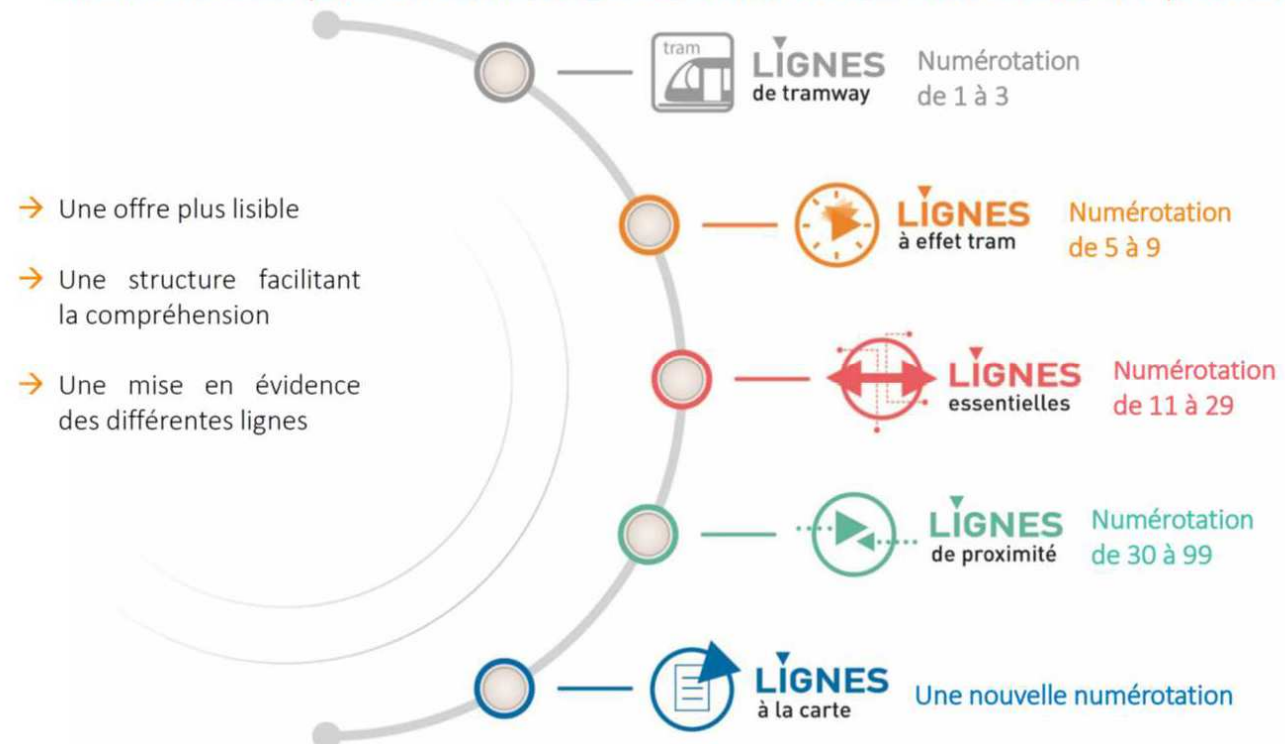 → Une offre plus lisible
→ Une structure facilitant
la compréhension
→ Une mise en évidence
des différentes lignes
tram
LIGNES
de tramway
Numérotation
de 1 à 3
LIGNES
à effet tram
Numérotation
de 5 à 9
LIGNES
essentielles
Numérotation
de 11 à 29
LIGNES
de proximité
Numérotation
de 30 à 99
LIGNES
à la carte
Une nouvelle numérotation